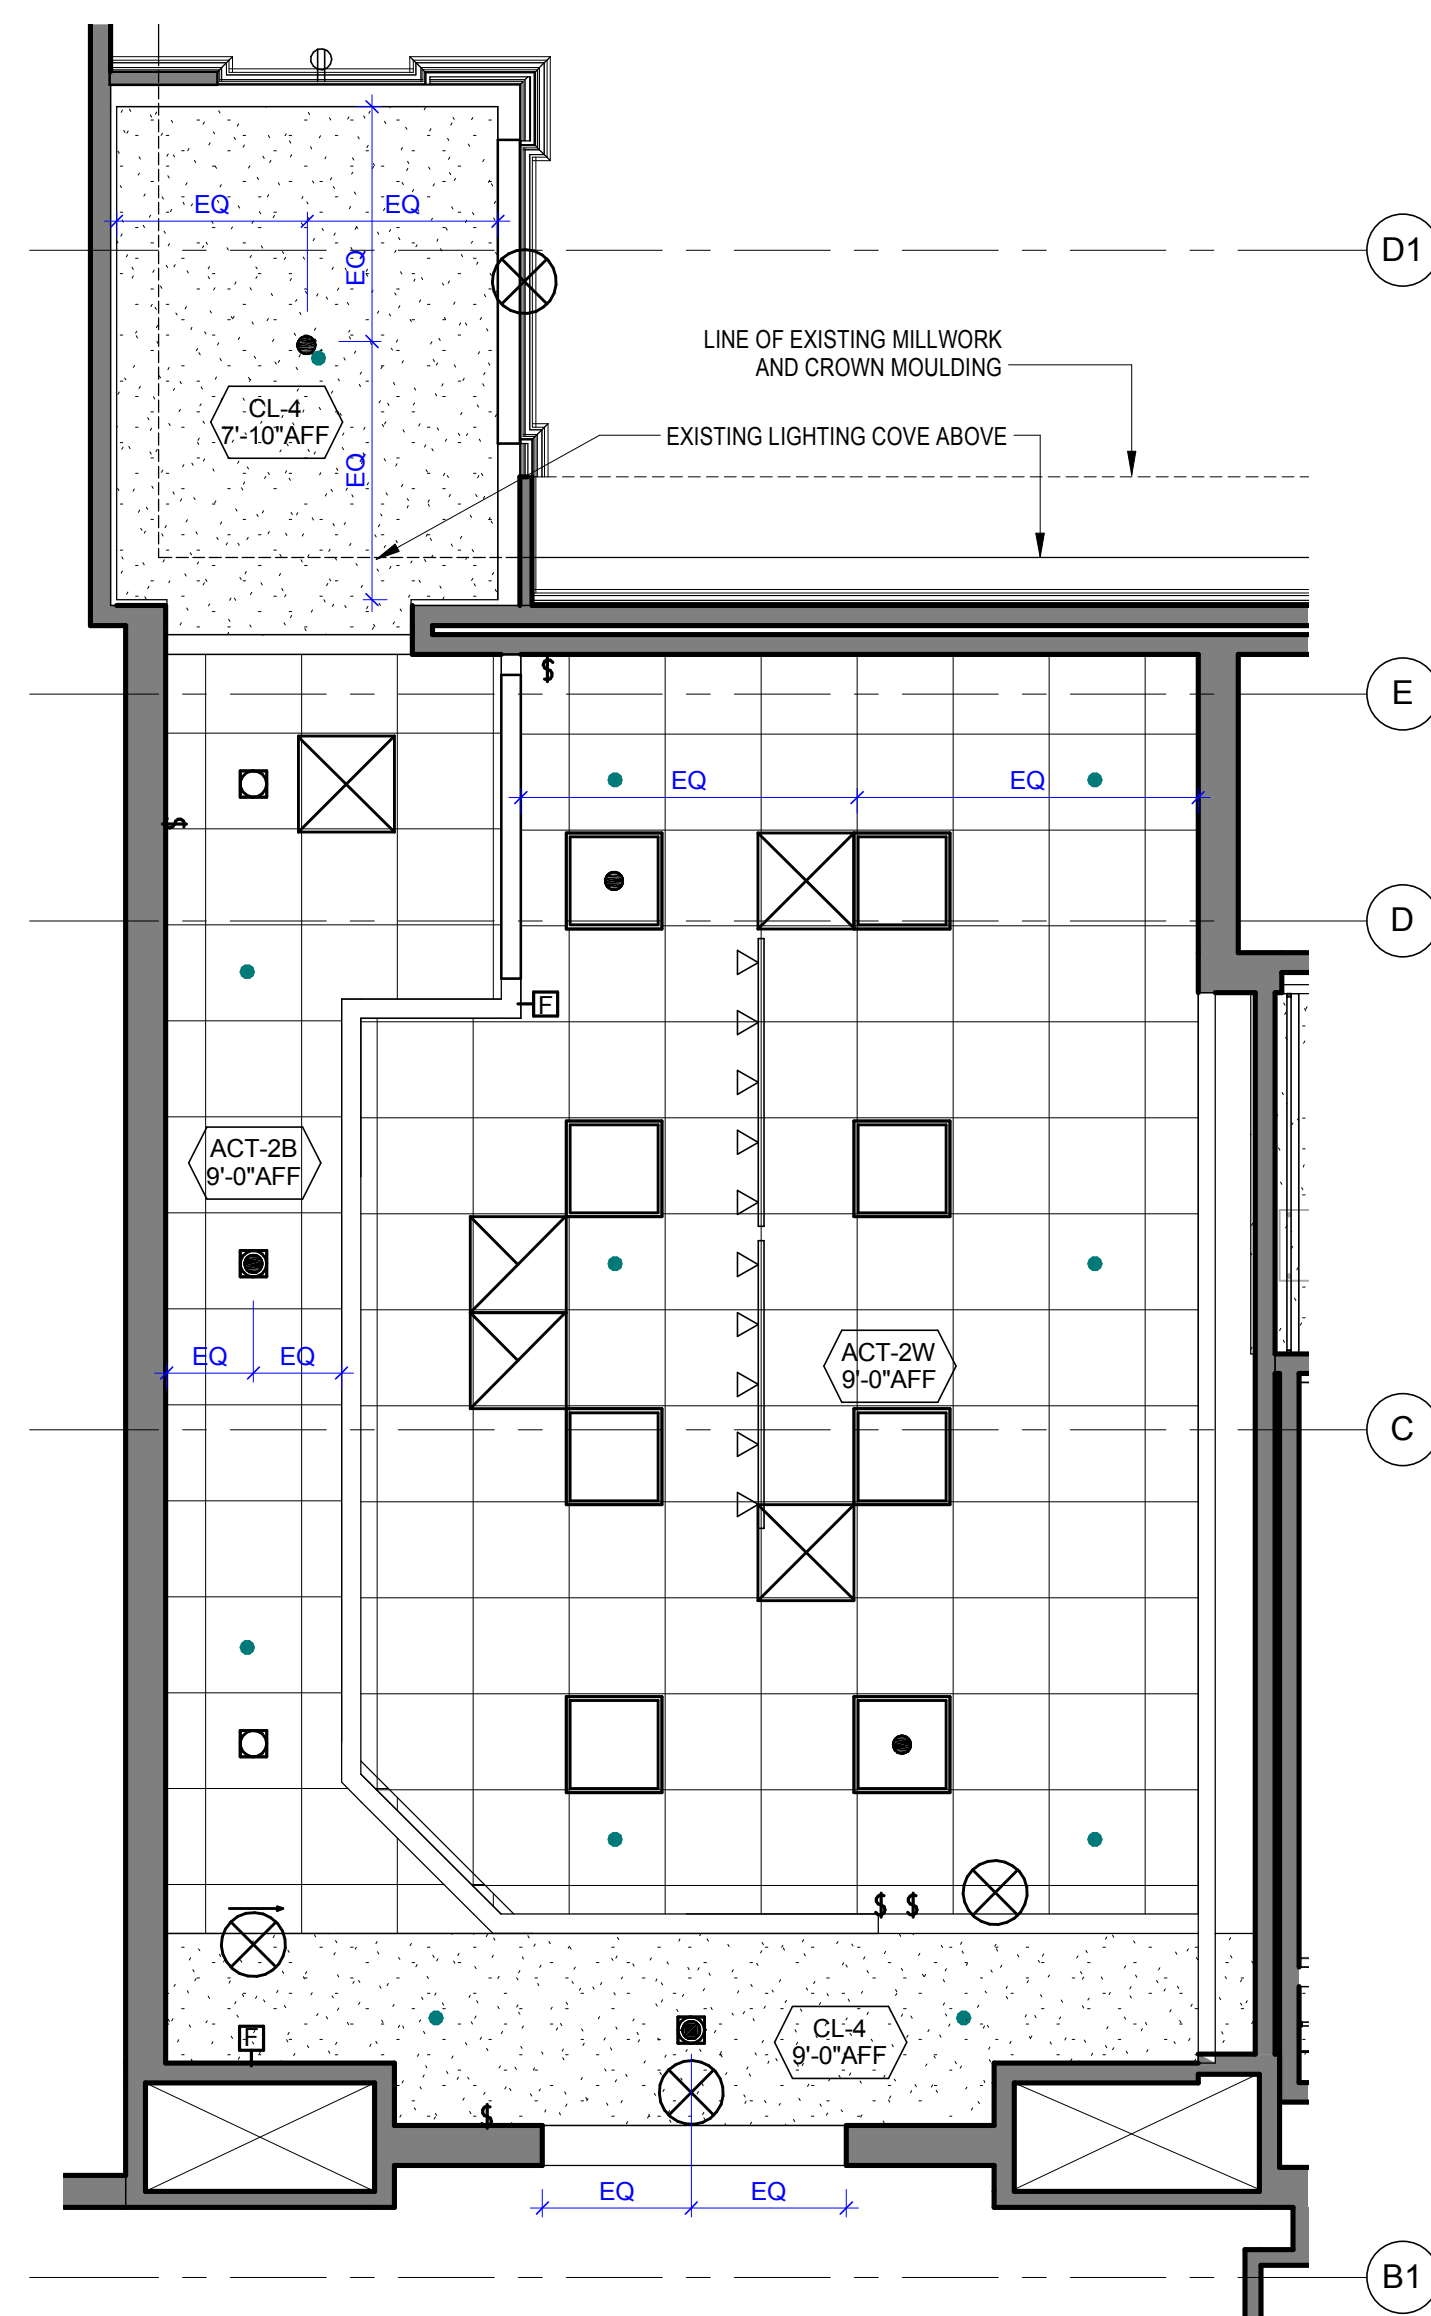 EQ
EQ
D1
EQ
LINE OF EXISTING MILLWORK
AND CROWN MOULDING
CL-4
7'-10"AFF
EXISTING LIGHTING COVE ABOVE
EQ
$
E
EQ
EQ
$
D
F
ACT-2B
9'-0"AFF
EQ
EQ
ACT-2W
9'-0"AFF
C
$ $
F
CL-4
9'-0"AFF
$
EQ
EQ
B1